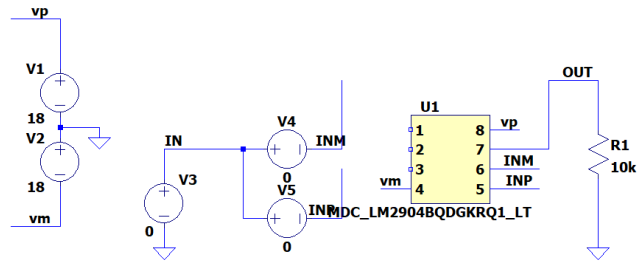 vp
V1
+
-
18
V2
+
-
18
vm
IN
V3
+
-
0
V4
+
-
0
INM
V5
+
-
0
INP
U1
1
2
3
4
8
7
6
5
vp
INM
INP
vm
MDC_LM2904BQDGKRQ1_LT
OUT
R1
10k